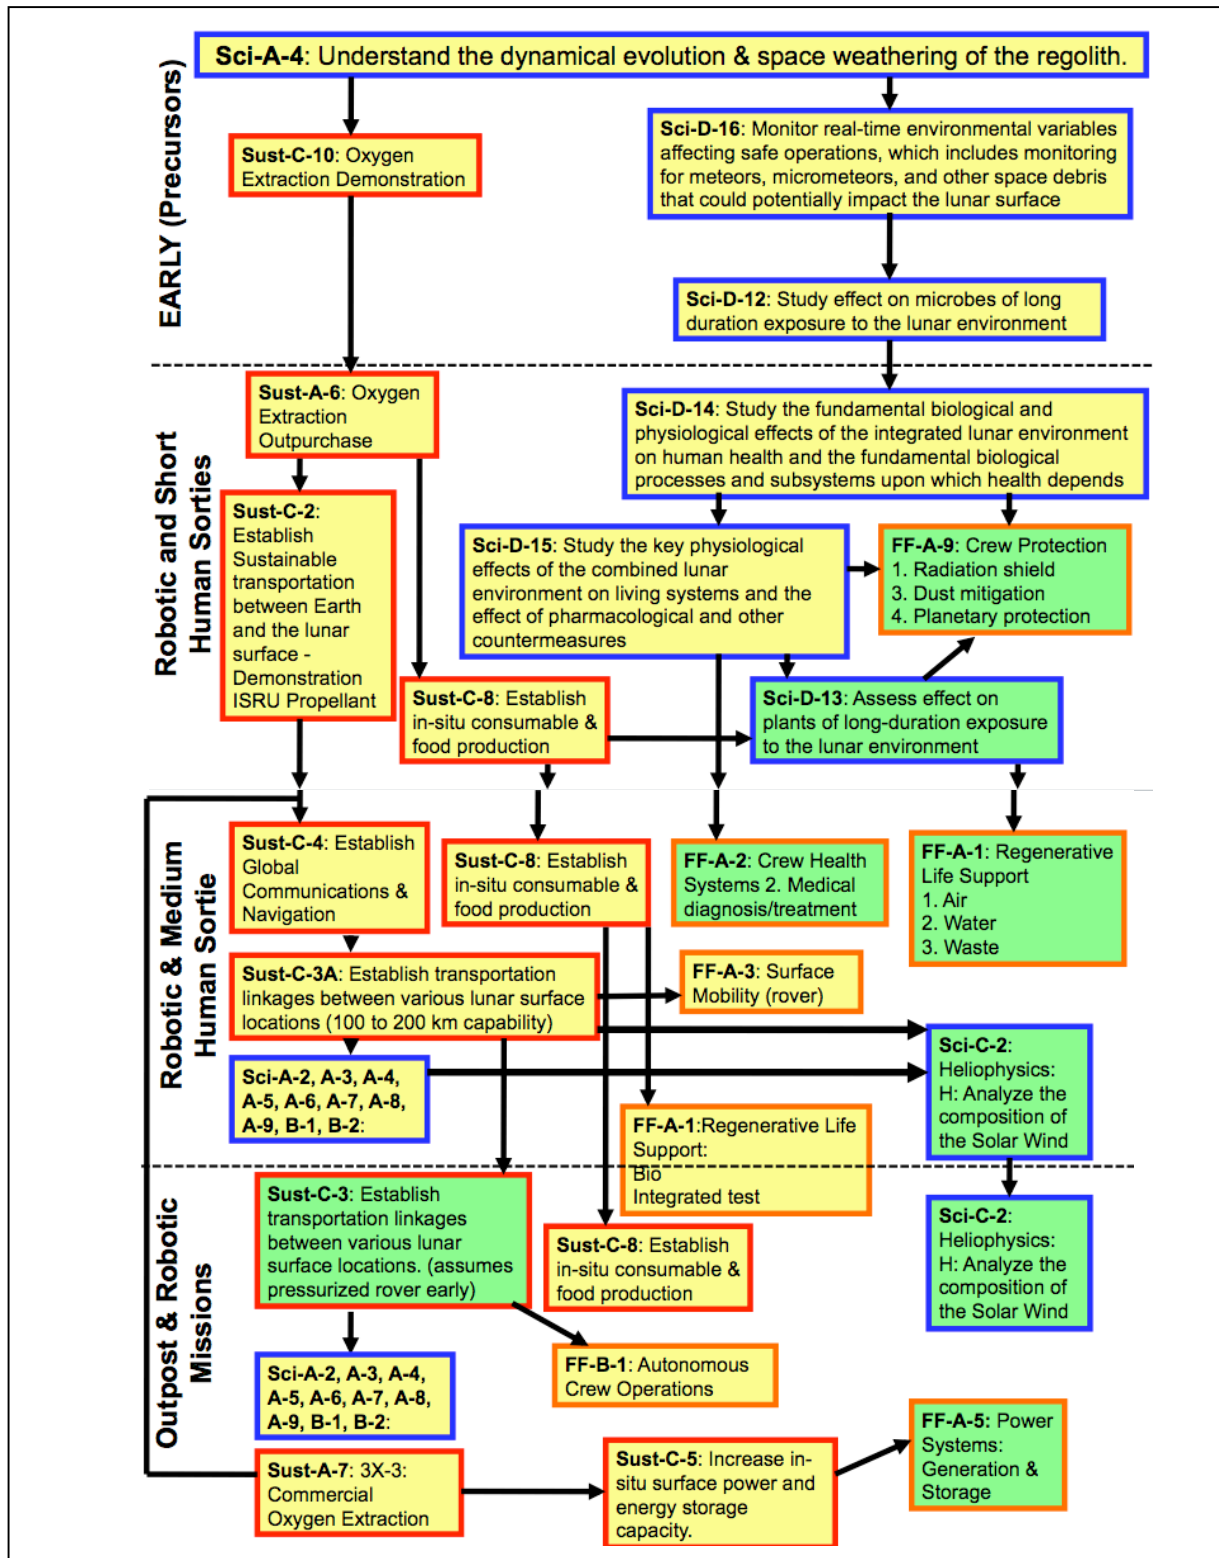 EARLY (Precursors)
Sci-A-4: Understand the dynamical evolution & space weathering of the regolith.
Sust-C-10: Oxygen
Extraction Demonstration
Sci-D-16: Monitor real-time environmental variables
affecting safe operations, which includes monitoring
for meteors, micrometeors, and other space debris
that could potentially impact the lunar surface
Sci-D-12: Study effect on microbes of long
duration exposure to the lunar environment
Robotic and Short
Human Sorties
Sust-A-6: Oxygen
Extraction
Outpurchase
Sci-D-14: Study the fundamental biological and
physiological effects of the integrated lunar environment
on human health and the fundamental biological
processes and subsystems upon which health depends
Sust-C-2:
Establish
Sustainable
transportation
between Earth
and the lunar
surface -
Demonstration
ISRU Propellant
Sci-D-15: Study the key physiological
effects of the combined lunar
environment on living systems and the
effect of pharmacological and other
countermeasures
FF-A-9: Crew Protection
1. Radiation shield
3. Dust mitigation
4. Planetary protection
Sust-C-8: Establish
in-situ consumable &
food production
Sci-D-13: Assess effect on
plants of long-duration exposure
to the lunar environment
Robotic & Medium
Human Sortie
Sust-C-4: Establish
Global
Communications &
Navigation
Sust-C-8: Establish
in-situ consumable &
food production
FF-A-2: Crew Health
Systems 2. Medical
diagnosis/treatment
FF-A-1: Regenerative
Life Support
1. Air
2. Water
3. Waste
Sust-C-3A: Establish transportation
linkages between various lunar surface
locations (100 to 200 km capability)
FF-A-3: Surface
Mobility (rover)
Sci-A-2, A-3, A-4,
A-5, A-6, A-7, A-8,
A-9, B-1, B-2:
Sci-C-2:
Heliophysics:
H: Analyze the
composition of
the Solar Wind
FF-A-1:Regenerative Life
Support:
Bio
Integrated test
Outpost & Robotic
Missions
Sust-C-3: Establish
transportation linkages
between various lunar
surface locations. (assumes
pressurized rover early)
Sust-C-8: Establish
in-situ consumable &
food production
Sci-C-2:
Heliophysics:
H: Analyze the
composition of
the Solar Wind
Sci-A-2, A-3, A-4,
A-5, A-6, A-7, A-8,
A-9, B-1, B-2:
FF-B-1: Autonomous
Crew Operations
Sust-A-7: 3X-3:
Commercial
Oxygen Extraction
Sust-C-5: Increase in-
situ surface power and
energy storage
capacity.
FF-A-5: Power
Systems:
Generation &
Storage